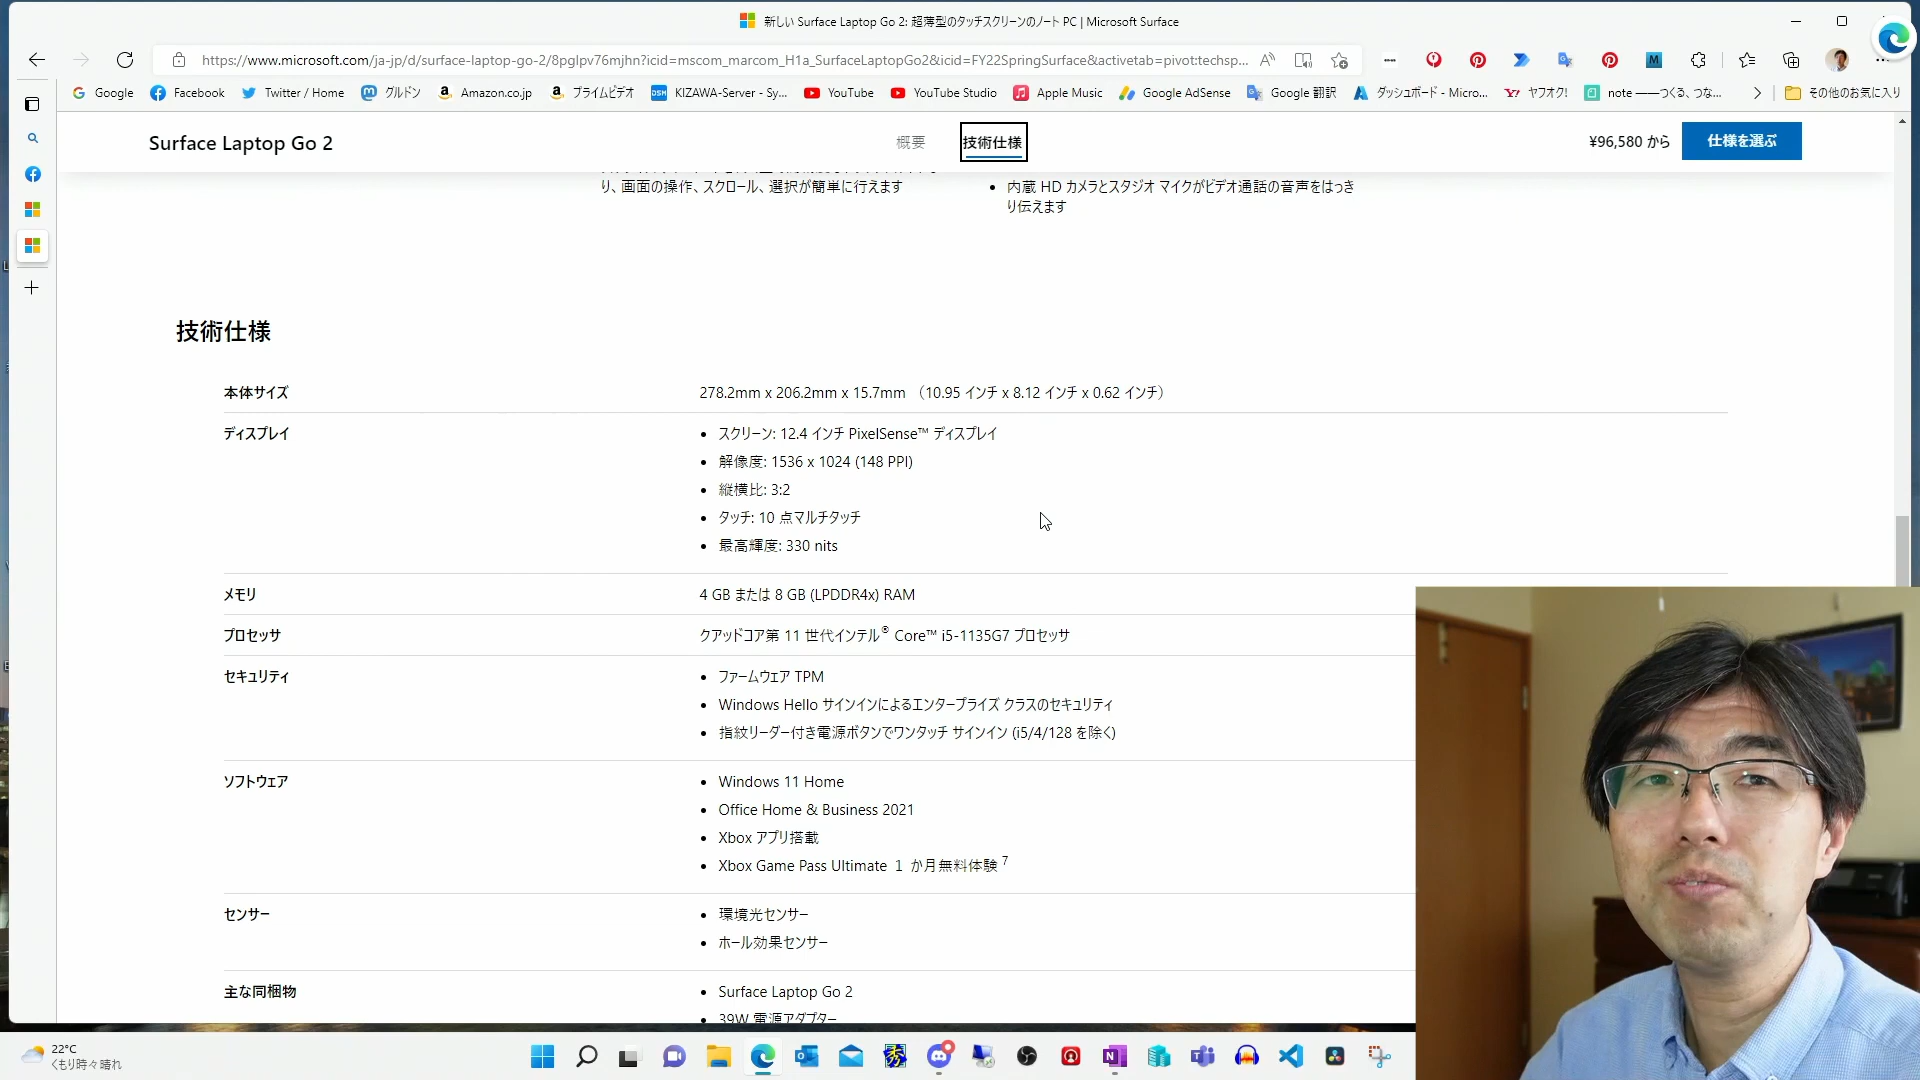 新しい Surface Laptop Go 2: 超薄型のタッチスクリーンのノート PC | Microsoft Surface
https://www.microsoft.com/ja-jp/d/surface-laptop-go-2/8pglpv76mjhn?icid=mscom_marcom_H1a_SurfaceLaptopGo2&icid=FY22SpringSurface&activetab=pivot:techsp...
Google Facebook Twitter / Home グルドン Amazon.co.jp プライムビデオ KIZAWA-Server - Sy... YouTube YouTube Studio Apple Music Google AdSense Google 翻訳 ダッシュボード - Micro... ヤフオク! note ――つくる、つな... その他のお気に入り
Surface Laptop Go 2 概要 技術仕様 ¥96,580 から 仕様を選ぶ
り、画面の操作、スクロール、選択が簡単に行えます
内蔵 HD カメラとスタジオ マイクがビデオ通話の音声をはっき
り伝えます
技術仕様
本体サイズ 278.2mm x 206.2mm x 15.7mm （10.95 インチ x 8.12 インチ x 0.62 インチ）
ディスプレイ
• スクリーン: 12.4 インチ PixelSense™ ディスプレイ
• 解像度: 1536 x 1024 (148 PPI)
• 縦横比: 3:2
• タッチ: 10 点マルチタッチ
• 最高輝度: 330 nits
メモリ 4 GB または 8 GB (LPDDR4x) RAM
プロセッサ クアッドコア第 11 世代インテル® Core™ i5-1135G7 プロセッサ
セキュリティ
• ファームウェア TPM
• Windows Hello サインインによるエンタープライズ クラスのセキュリティ
• 指紋リーダー付き電源ボタンでワンタッチ サインイン (i5/4/128 を除く)
ソフトウェア
• Windows 11 Home
• Office Home & Business 2021
• Xbox アプリ搭載
• Xbox Game Pass Ultimate 1 か月無料体験 7
センサー
• 環境光センサー
• ホール効果センサー
主な同梱物
• Surface Laptop Go 2
• 39W 電源アダプター
22°C
くもり時々晴れ